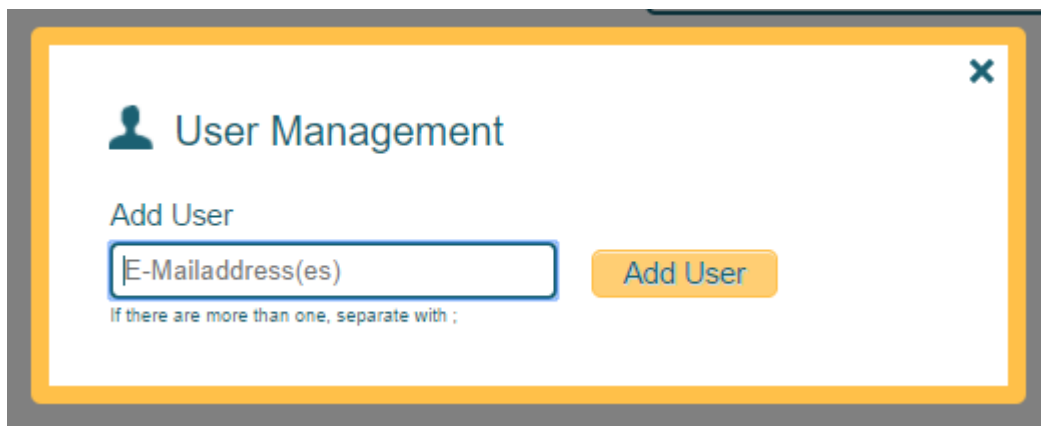 User Management
Add User
E-Mailaddress(es)
Add User
If there are more than one, separate with ;